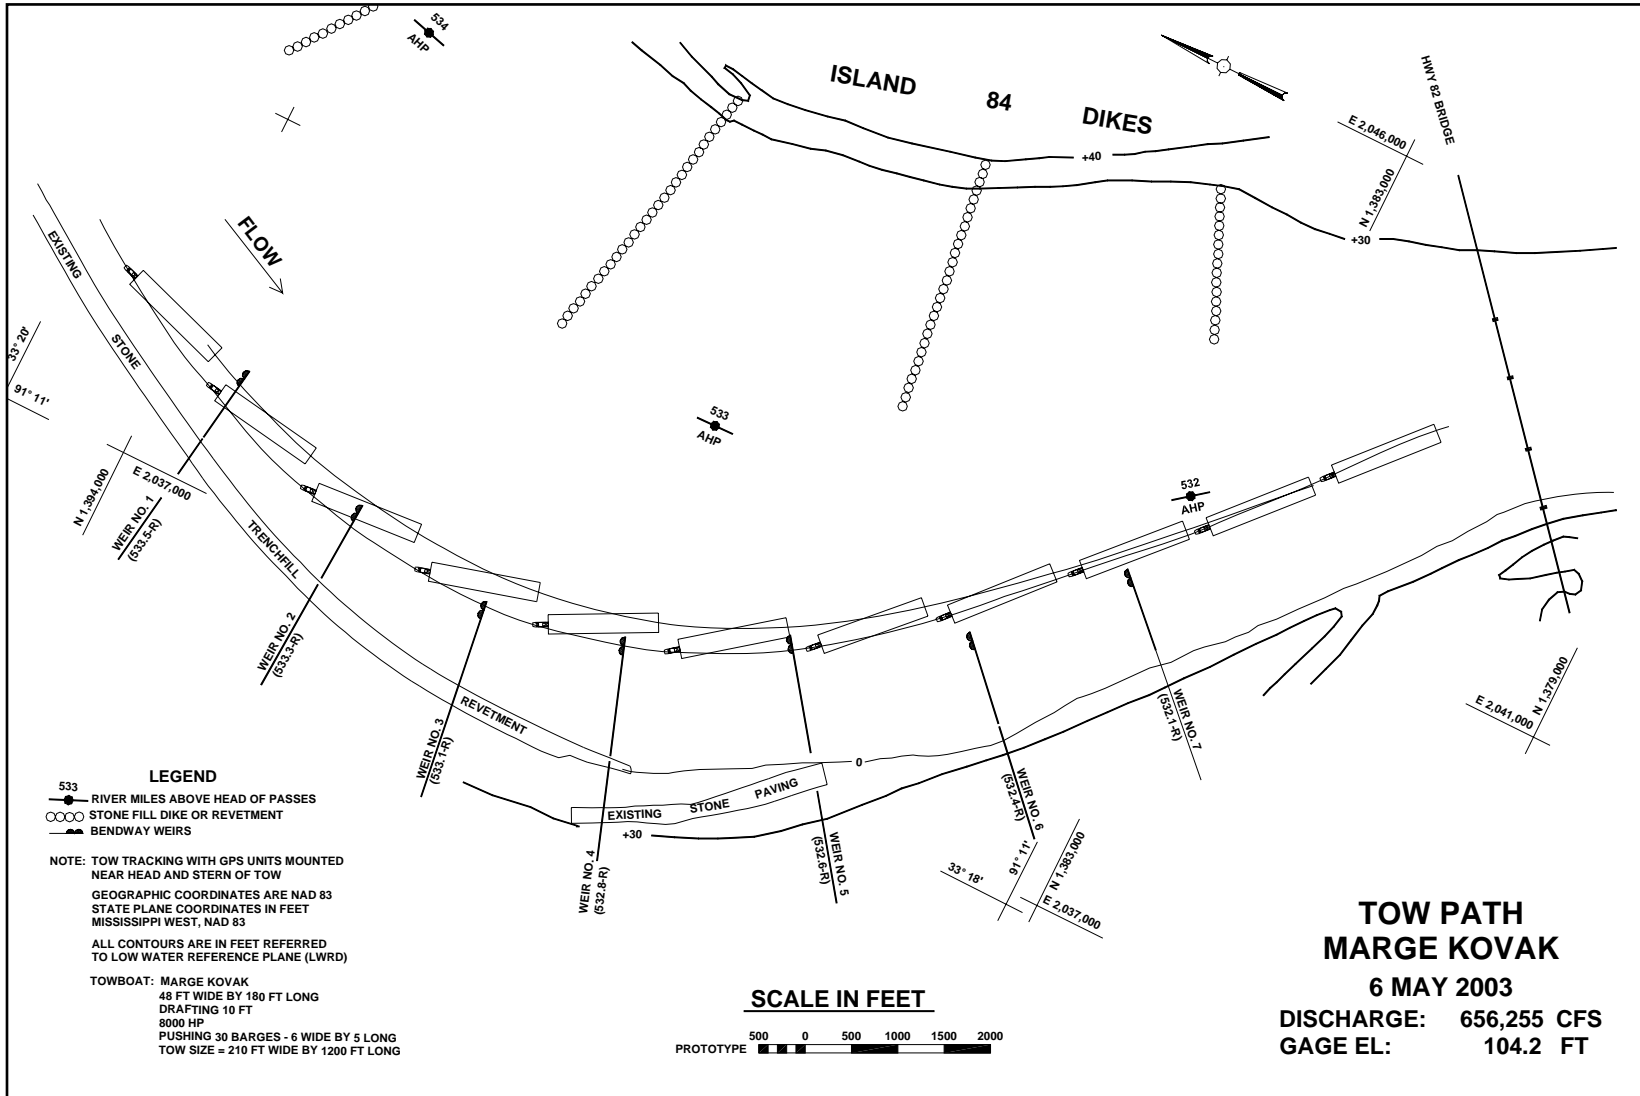 534
AHP
ISLAND 84 DIKES
+40
+30
HWY 82 BRIDGE
E 2,046,000
N 1,383,000
FLOW
EXISTING
STONE
TRENCHFILL
REVETMENT
33° 20'
91° 11'
N 1,394,000
E 2,037,000
WEIR NO. 1
(533.5-R)
WEIR NO. 2
(533.3-R)
WEIR NO. 3
(533.1-R)
WEIR NO. 4
(532.8-R)
WEIR NO. 5
(532.6-R)
WEIR NO. 6
(532.4-R)
WEIR NO. 7
(532.1-R)
533
AHP
532
AHP
0
EXISTING STONE PAVING
+30
E 2,041,000
N 1,379,000
33° 18'
91° 11'
N 1,383,000
E 2,037,000
LEGEND
533
RIVER MILES ABOVE HEAD OF PASSES
STONE FILL DIKE OR REVETMENT
BENDWAY WEIRS
NOTE: TOW TRACKING WITH GPS UNITS MOUNTED
NEAR HEAD AND STERN OF TOW
GEOGRAPHIC COORDINATES ARE NAD 83
STATE PLANE COORDINATES IN FEET
MISSISSIPPI WEST, NAD 83
ALL CONTOURS ARE IN FEET REFERRED
TO LOW WATER REFERENCE PLANE (LWRD)
TOWBOAT: MARGE KOVAK
48 FT WIDE BY 180 FT LONG
DRAFTING 10 FT
8000 HP
PUSHING 30 BARGES - 6 WIDE BY 5 LONG
TOW SIZE = 210 FT WIDE BY 1200 FT LONG
SCALE IN FEET
500 0 500 1000 1500 2000
PROTOTYPE
TOW PATH
MARGE KOVAK
6 MAY 2003
DISCHARGE: 656,255 CFS
GAGE EL: 104.2 FT